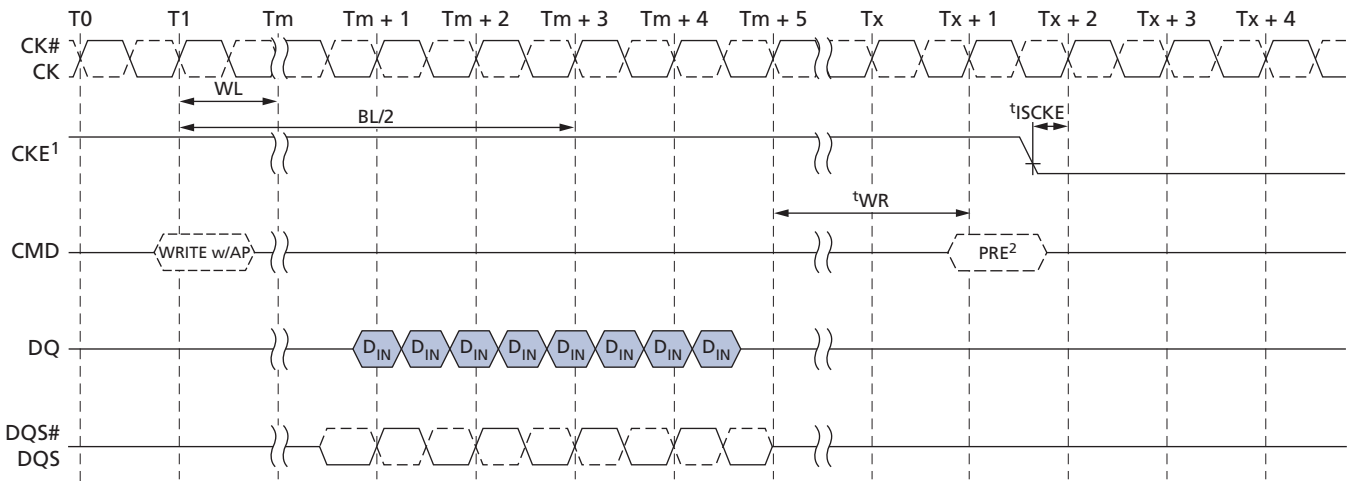 T0 T1 Tm Tm + 1 Tm + 2 Tm + 3 Tm + 4 Tm + 5 Tx Tx + 1 Tx + 2 Tx + 3 Tx + 4
CK#
CK
WL
BL/2
tISCKE
CKE1
tWR
CMD WRITE w/AP PRE2
DQ DIN DIN DIN DIN DIN DIN DIN DIN
DQS#
DQS